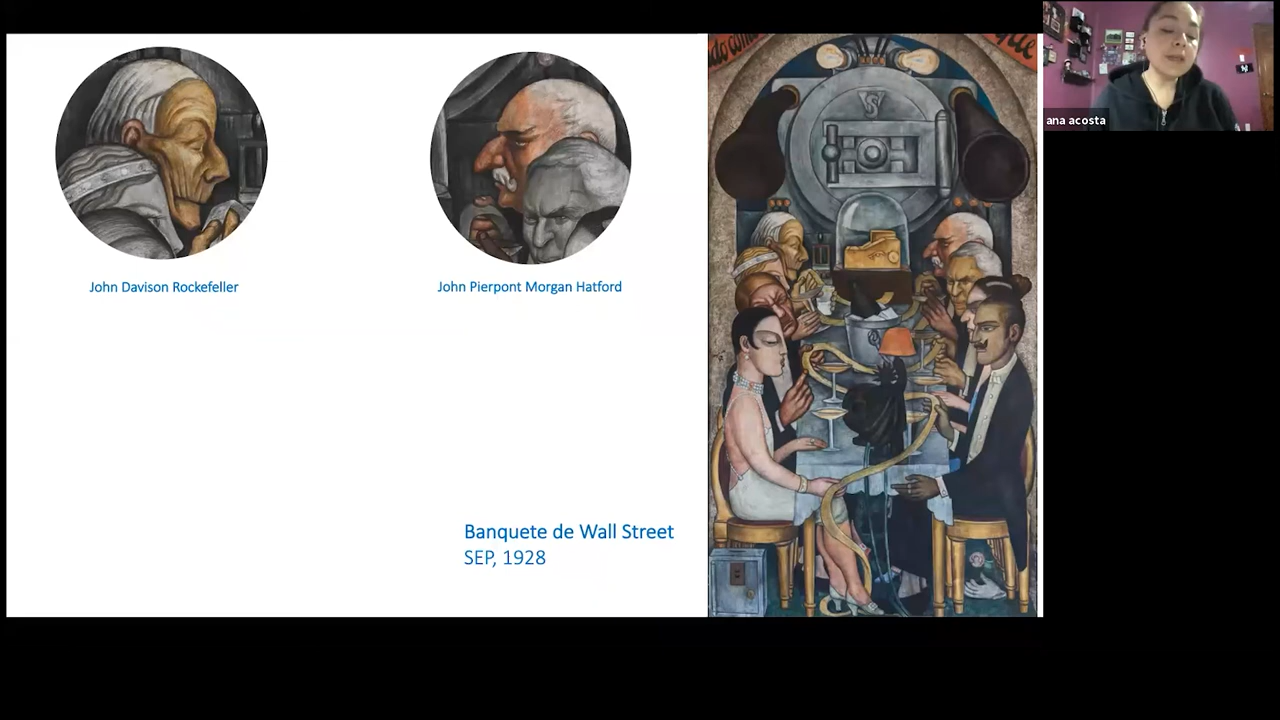 John Davison Rockefeller
John Pierpont Morgan Hatford
Banquete de Wall Street
SEP, 1928
ana acosta